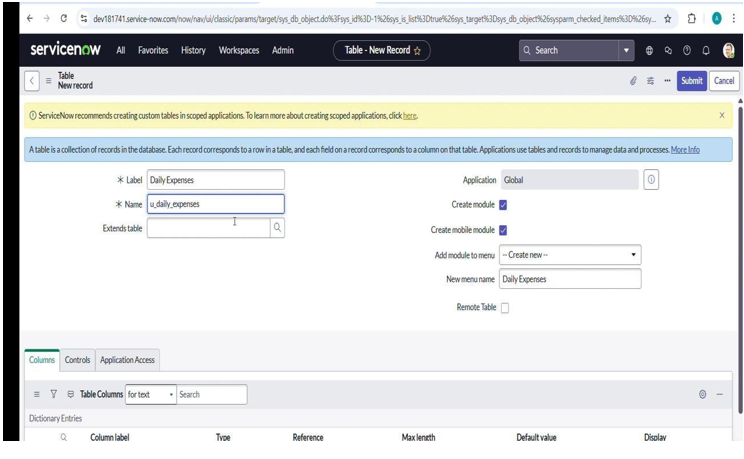 dev181741.service-now.com/now/nav/ui/classic/params/target/sys_db_object.do%3Fsys_id%3D-1%26sys_is_list%3Dtrue%26sys_target%3Dsys_db_object%26sysparm_checked_items%3D%26sy...
A
servicenow All Favorites History Workspaces Admin Table - New Record Search
Table
New record
Submit Cancel
ServiceNow recommends creating custom tables in scoped applications. To learn more about creating scoped applications, click here. X
A table is a collection of records in the database. Each record corresponds to a row in a table, and each field on a record corresponds to a column on that table. Applications use tables and records to manage data and processes. More Info
Label Daily Expenses Application Global
Name u_daily_expenses Create module
Extends table Create mobile module
Add module to menu -- Create new --
New menu name Daily Expenses
Remote Table
Columns Controls Application Access
Table Columns for text Search
Dictionary Entries
Column label Type Reference Max length Default value Display